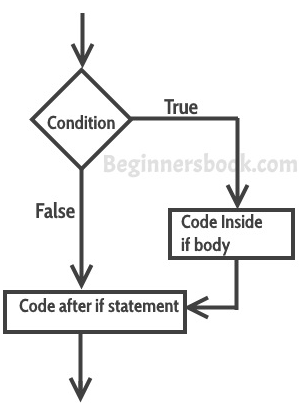 Condition
True
Beginnersbook.com
False
Code Inside
if body
Code after if statement